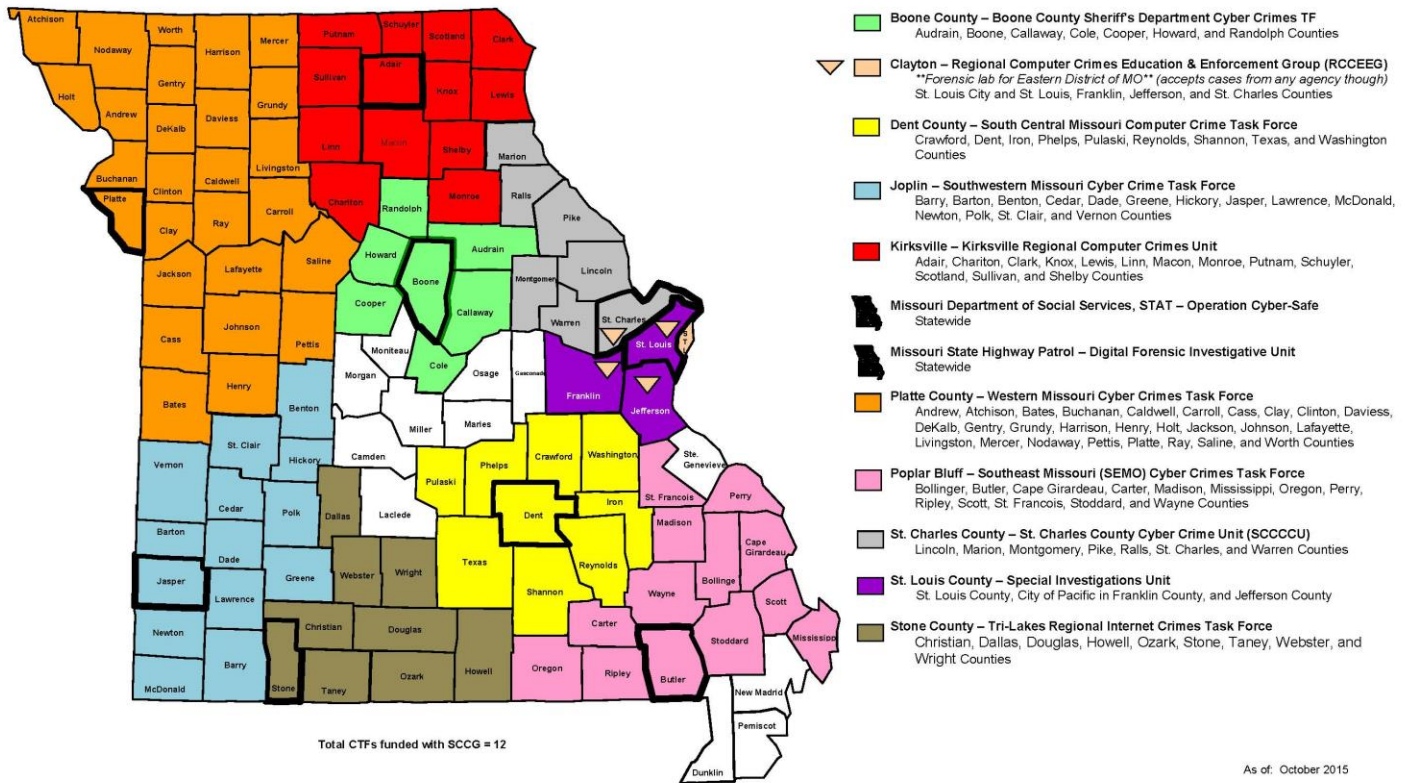 Atchison
Worth
Nodaway
Harrison
Mercer
Putnam
Schuyler
Scotland
Clark
Gentry
Sullivan
Adair
Knox
Lewis
Holt
Andrew
DeKalb
Daviess
Grundy
Linn
Macon
Shelby
Marion
Buchanan
Clinton
Caldwell
Livingston
Chariton
Monroe
Ralls
Platte
Clay
Ray
Carroll
Randolph
Pike
Jackson
Lafayette
Saline
Howard
Boone
Audrain
Montgomery
Lincoln
Cooper
Callaway
Warren
St. Charles
St. Louis
STL
Cass
Johnson
Pettis
Moniteau
Cole
Osage
Gasconade
Franklin
Jefferson
Bates
Henry
Benton
Morgan
Miller
Maries
Vernon
St. Clair
Hickory
Camden
Pulaski
Phelps
Crawford
Washington
Ste.
Genevieve
Barton
Cedar
Polk
Dallas
Laclede
Dent
Iron
St. Francois
Perry
Madison
Jasper
Dade
Greene
Webster
Wright
Texas
Shannon
Reynolds
Wayne
Bollinge
Cape
Girardeau
Newton
Lawrence
Christian
Douglas
Howell
Carter
Stoddard
Scott
Mississippi
McDonald
Barry
Stone
Taney
Ozark
Oregon
Ripley
Butler
New Madrid
Pemiscot
Dunklin
Total CTFs funded with SCCG = 12
Boone County – Boone County Sheriff's Department Cyber Crimes TF
Audrain, Boone, Callaway, Cole, Cooper, Howard, and Randolph Counties
Clayton – Regional Computer Crimes Education & Enforcement Group (RCCEEG)
**Forensic lab for Eastern District of MO** (accepts cases from any agency though)
St. Louis City and St. Louis, Franklin, Jefferson, and St. Charles Counties
Dent County – South Central Missouri Computer Crime Task Force
Crawford, Dent, Iron, Phelps, Pulaski, Reynolds, Shannon, Texas, and Washington
Counties
Joplin – Southwestern Missouri Cyber Crime Task Force
Barry, Barton, Benton, Cedar, Dade, Greene, Hickory, Jasper, Lawrence, McDonald,
Newton, Polk, St. Clair, and Vernon Counties
Kirksville – Kirksville Regional Computer Crimes Unit
Adair, Chariton, Clark, Knox, Lewis, Linn, Macon, Monroe, Putnam, Schuyler,
Scotland, Sullivan, and Shelby Counties
Missouri Department of Social Services, STAT – Operation Cyber-Safe
Statewide
Missouri State Highway Patrol – Digital Forensic Investigative Unit
Statewide
Platte County – Western Missouri Cyber Crimes Task Force
Andrew, Atchison, Bates, Buchanan, Caldwell, Carroll, Cass, Clay, Clinton, Daviess,
DeKalb, Gentry, Grundy, Harrison, Henry, Holt, Jackson, Johnson, Lafayette,
Livingston, Mercer, Nodaway, Pettis, Platte, Ray, Saline, and Worth Counties
Poplar Bluff – Southeast Missouri (SEMO) Cyber Crimes Task Force
Bollinger, Butler, Cape Girardeau, Carter, Madison, Mississippi, Oregon, Perry,
Ripley, Scott, St. Francois, Stoddard, and Wayne Counties
St. Charles County – St. Charles County Cyber Crime Unit (SCCCCU)
Lincoln, Marion, Montgomery, Pike, Ralls, St. Charles, and Warren Counties
St. Louis County – Special Investigations Unit
St. Louis County, City of Pacific in Franklin County, and Jefferson County
Stone County – Tri-Lakes Regional Internet Crimes Task Force
Christian, Dallas, Douglas, Howell, Ozark, Stone, Taney, Webster, and
Wright Counties
As of: October 2015